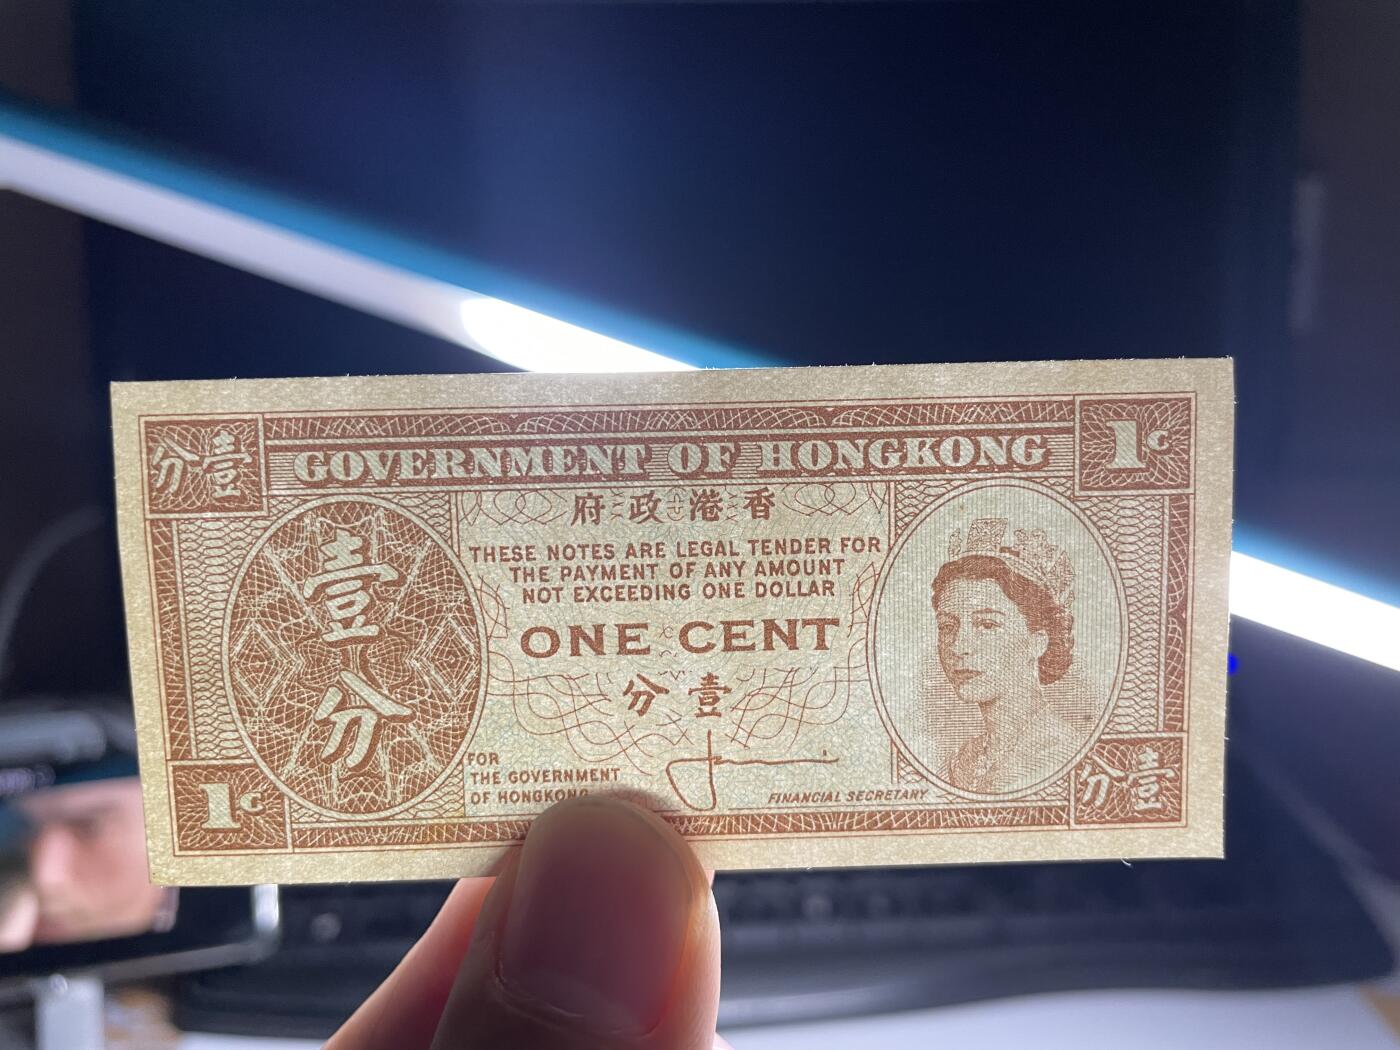 分壹
GOVERNMENT OF HONGKONG
1¢
府政港香
THESE NOTES ARE LEGAL TENDER FOR
THE PAYMENT OF ANY AMOUNT
NOT EXCEEDING ONE DOLLAR
ONE CENT
分壹
壹分
FOR
THE GOVERNMENT
OF HONGKONG
FINANCIAL SECRETARY
1¢
分壹